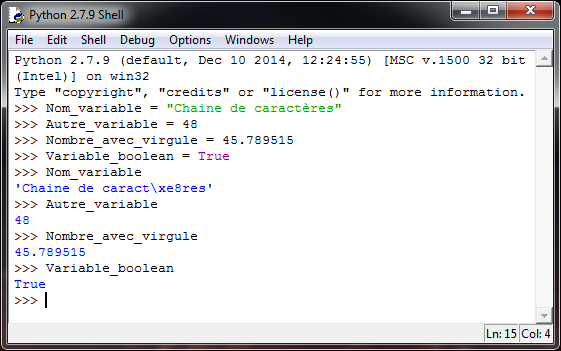 Python 2.7.9 Shell
File Edit Shell Debug Options Windows Help
Python 2.7.9 (default, Dec 10 2014, 12:24:55) [MSC v.1500 32 bit
(Intel)] on win32
Type "copyright", "credits" or "license()" for more information.
>>> Nom_variable = "Chaine de caractères"
>>> Autre_variable = 48
>>> Nombre_avec_virgule = 45.789515
>>> Variable_boolean = True
>>> Nom_variable
'Chaine de caract\xe8res'
>>> Autre_variable
48
>>> Nombre_avec_virgule
45.789515
>>> Variable_boolean
True
>>>
Ln: 15 Col: 4